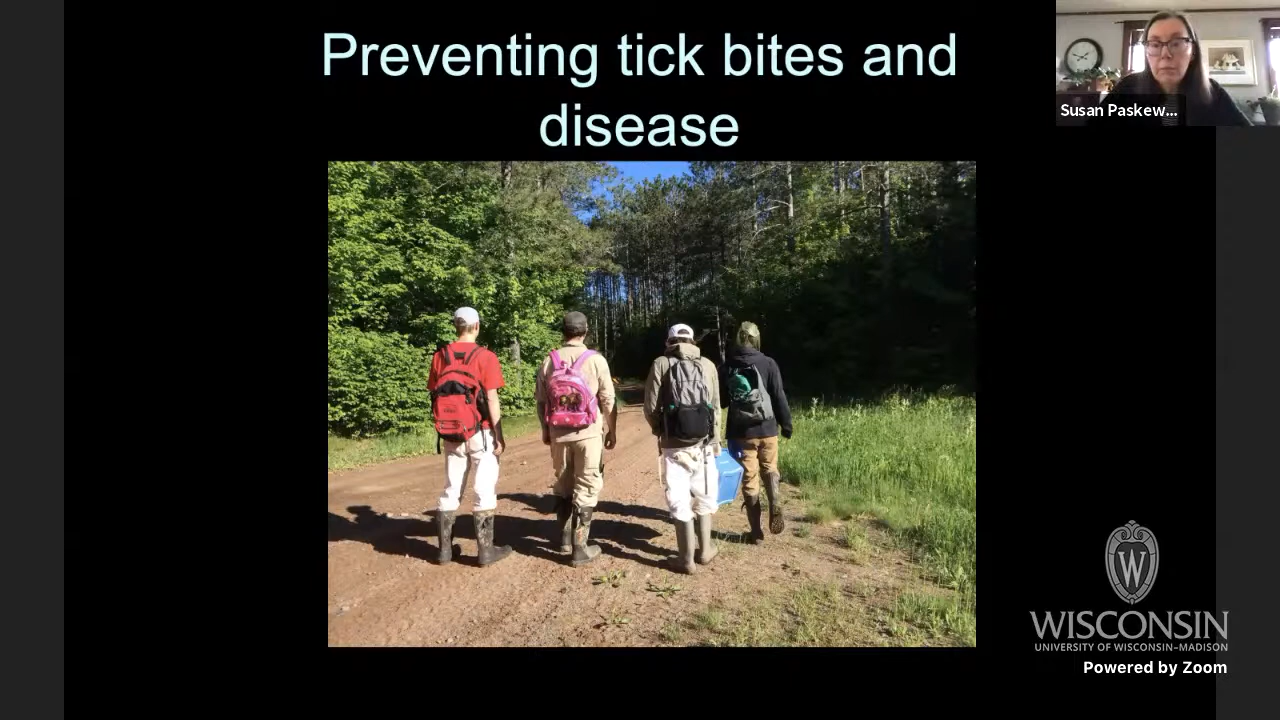 Preventing tick bites and
disease
Susan Paskew...
W
WISCONSIN
UNIVERSITY OF WISCONSIN–MADISON
Powered by Zoom